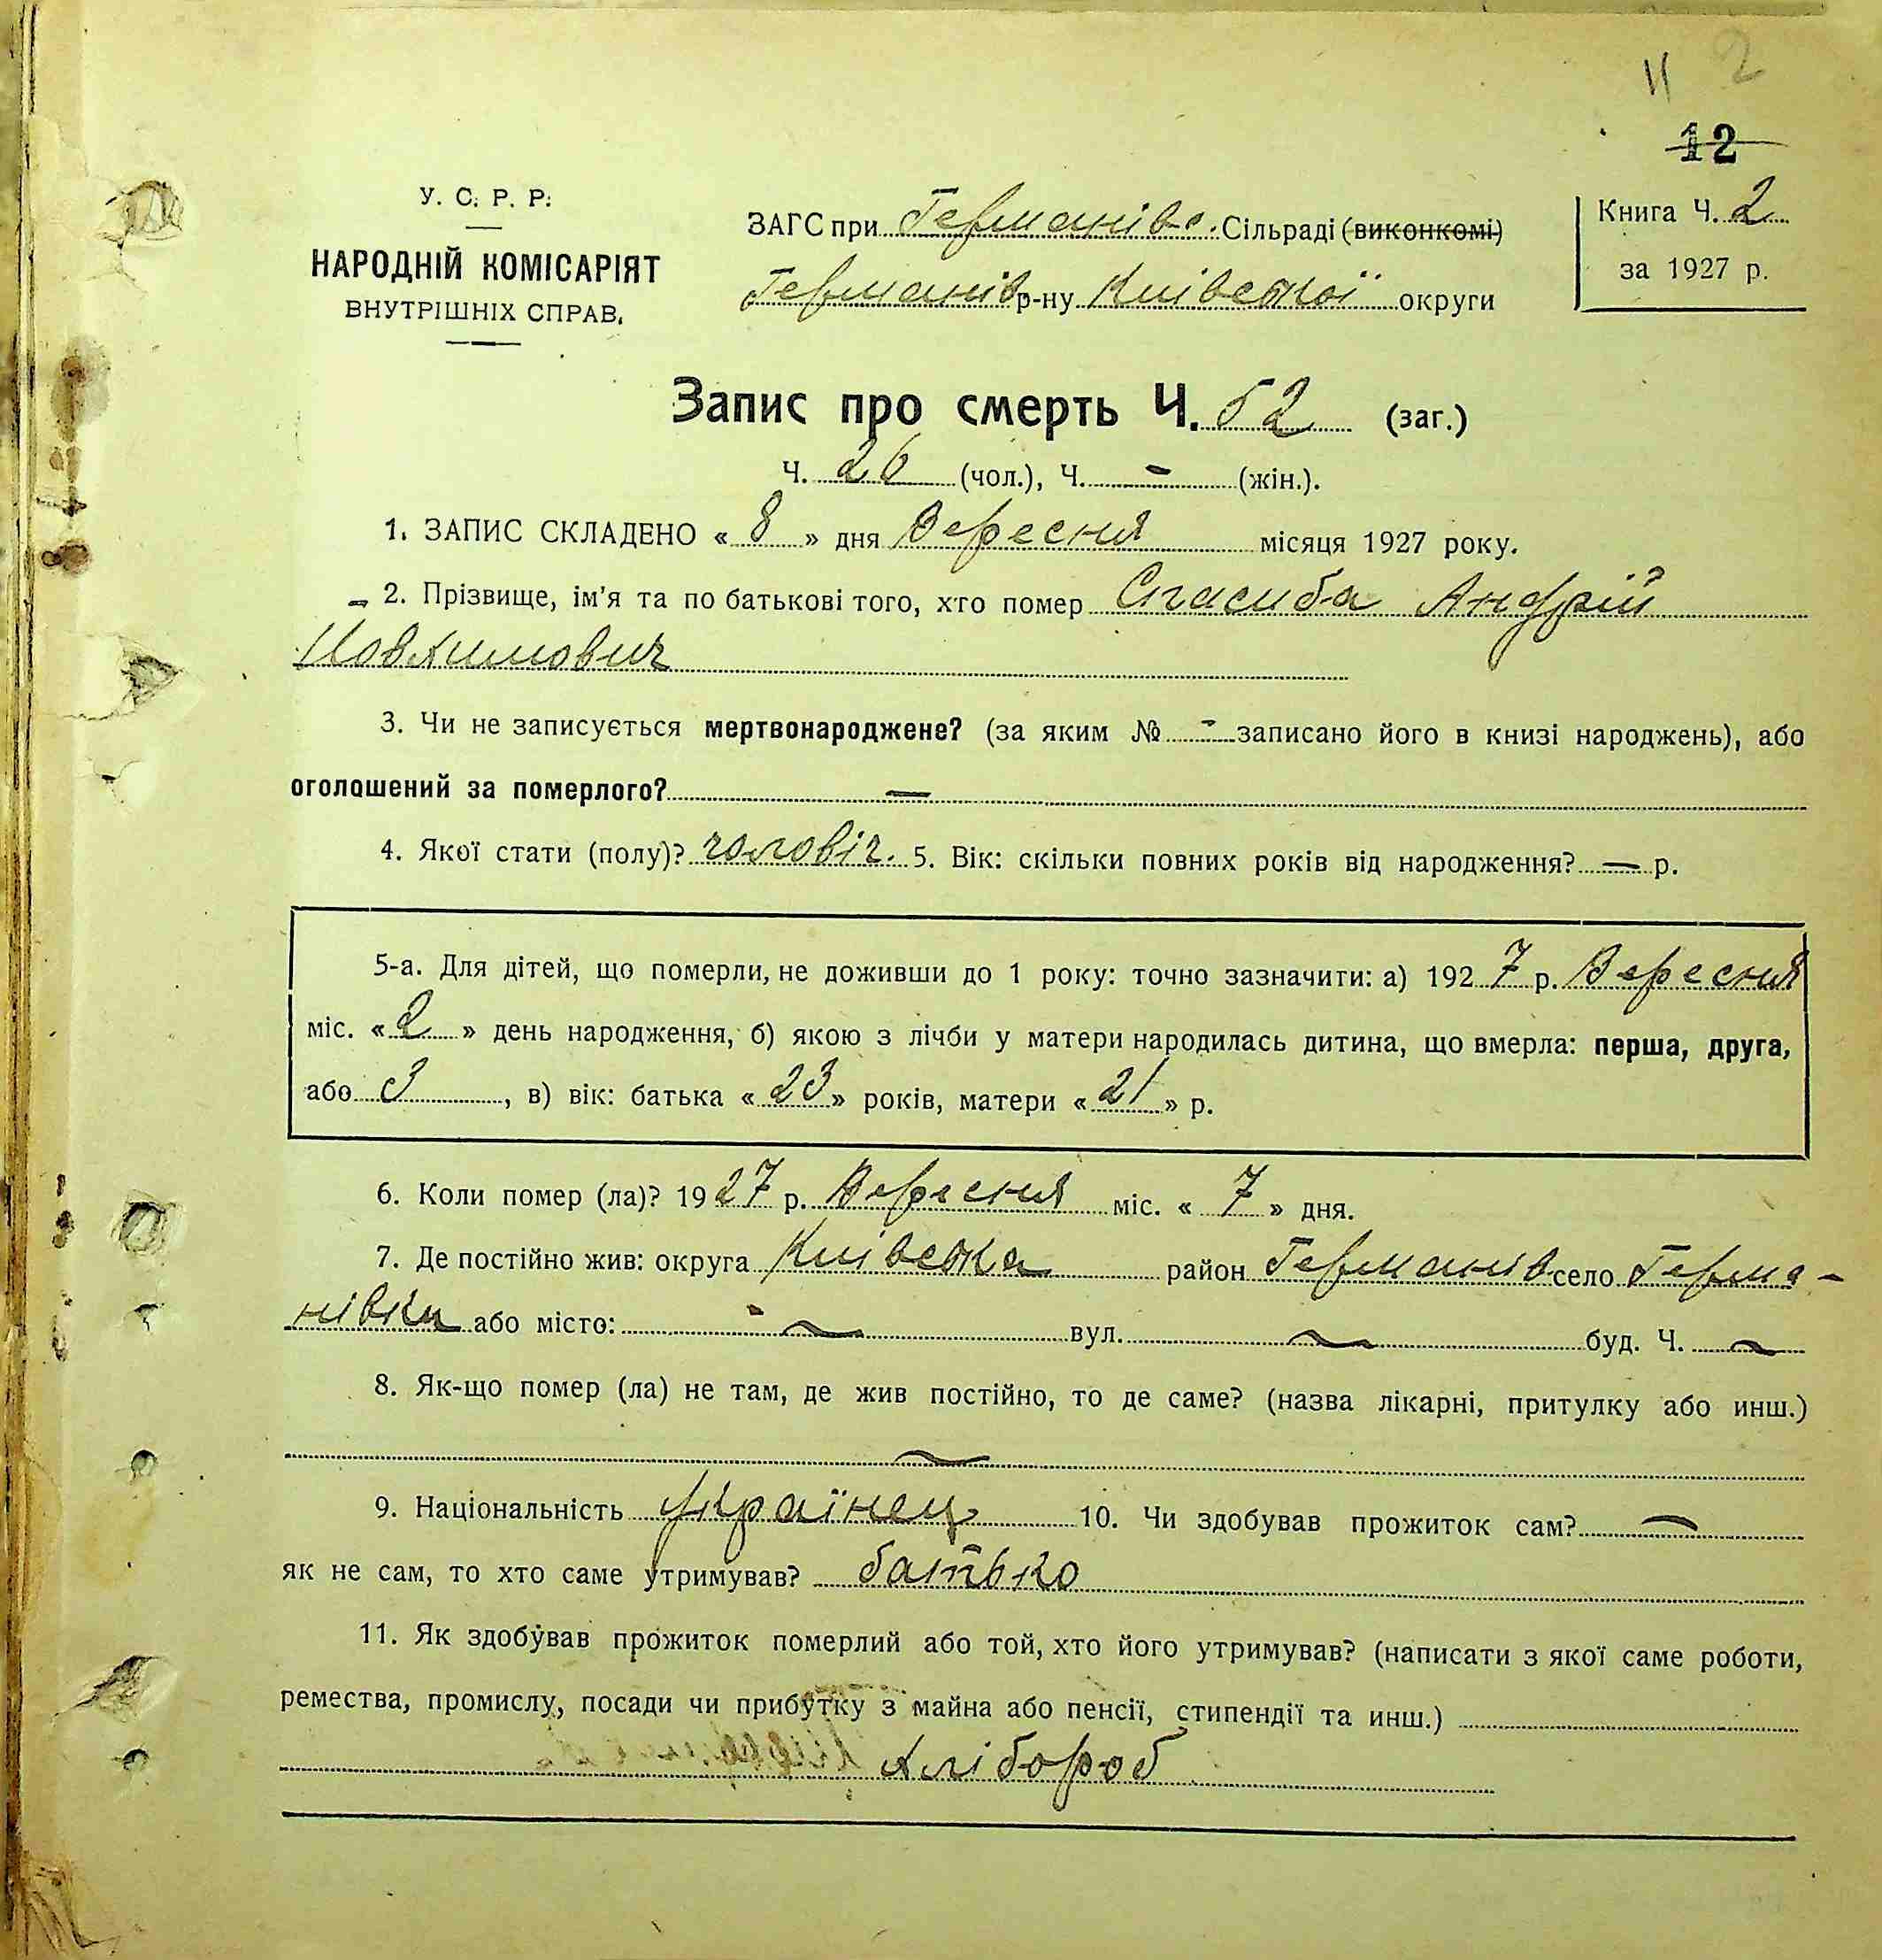 11 2
12
У. С. Р. Р.
НАРОДНІЙ КОМІСАРІЯТ
ВНУТРІШНІХ СПРАВ.
ЗАГС при Германівс. Сільраді (виконкомі)
Германів р-ну Київської округи
Книга Ч. 2
за 1927 р.
Запис про смерть Ч. 52 (заг.)
Ч. 26 (чол.), Ч. - (жін.).
1. ЗАПИС СКЛАДЕНО « 8 » дня Вересня місяця 1927 року.
2. Прізвище, ім'я та по батькові того, хто помер Спасиба Андрій
3. Чи не записується мертвонароджене? (за яким № - записано його в книзі народжень), або
оголошений за померлого? —
4. Якої стати (полу)? чоловіч. 5. Вік: скільки повних років від народження? — р.
5-а. Для дітей, що померли, не доживши до 1 року: точно зазначити: а) 1927 р. Вересня
міс. « 2 » день народження, б) якою з лічби у матери народилась дитина, що вмерла: перша, друга,
або 3, в) вік: батька « 23 » років, матери « 21 » р.
6. Коли помер (ла)? 1927 р. Вересня міс. « 7 » дня.
7. Де постійно жив: округа Київська район Германів село Герма-
нівка або місто: — вул. — буд. Ч. —
8. Як-що помер (ла) не там, де жив постійно, то де саме? (назва лікарні, притулку або инш.)
—
9. Національність Українець 10. Чи здобував прожиток сам? —
як не сам, то хто саме утримував? батько
11. Як здобував прожиток померлий або той, хто його утримував? (написати з якої саме роботи,
ремества, промислу, посади чи прибутку з майна або пенсії, стипендії та инш.)
хлібороб